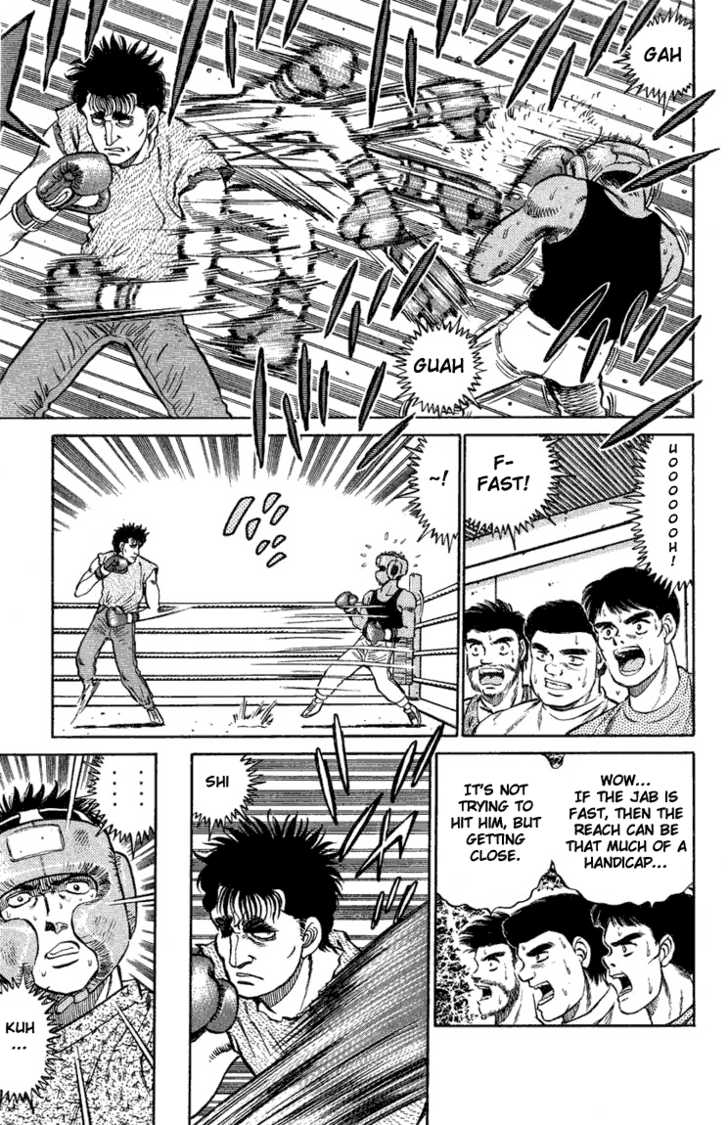 GAH
GUAH
UOOOOOOH!
F-
FAST!
~!
WOW...
IF THE JAB IS
FAST, THEN THE
REACH CAN BE
THAT MUCH OF A
HANDICAP...
IT'S NOT
TRYING TO
HIT HIM, BUT
GETTING
CLOSE.
SHI
....
....
KUH
...